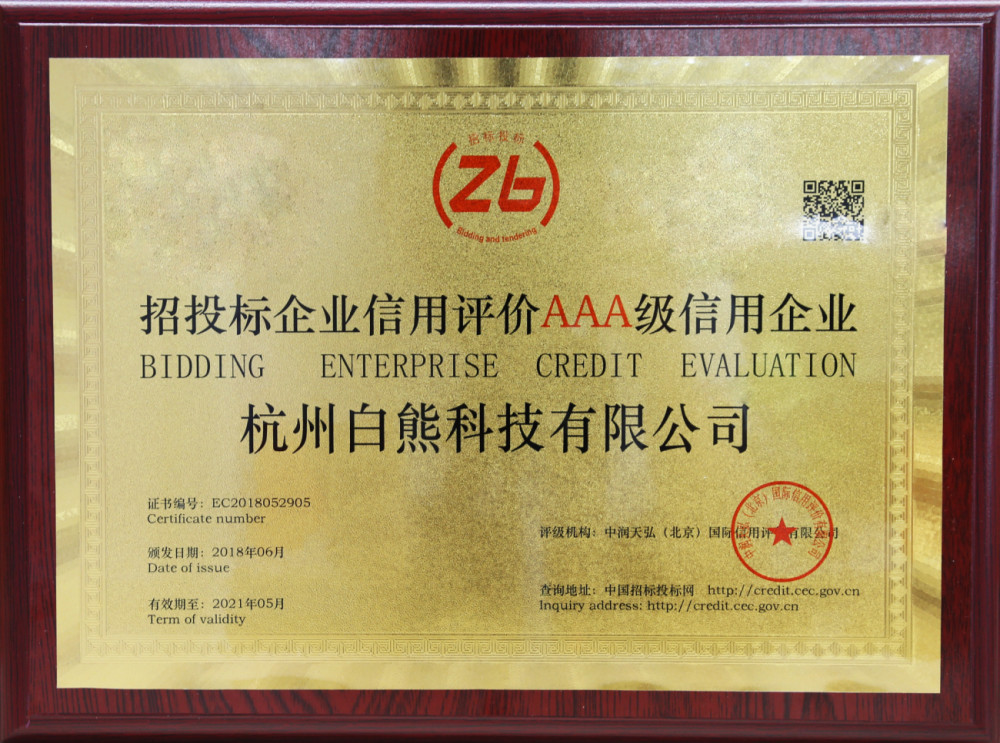 招标投标
Zb
Bidding and tendering
招投标企业信用评价AAA级信用企业
BIDDING ENTERPRISE CREDIT EVALUATION
杭州白熊科技有限公司
证书编号：EC2018052905
Certificate number
颁发日期：2018年06月
Date of issue
有效期至：2021年05月
Term of validity
评级机构：中润天弘（北京）国际信用评 有限公司
查询地址：中国招标投标网 http://credit.cec.gov.cn
Inquiry address: http://credit.cec.gov.cn